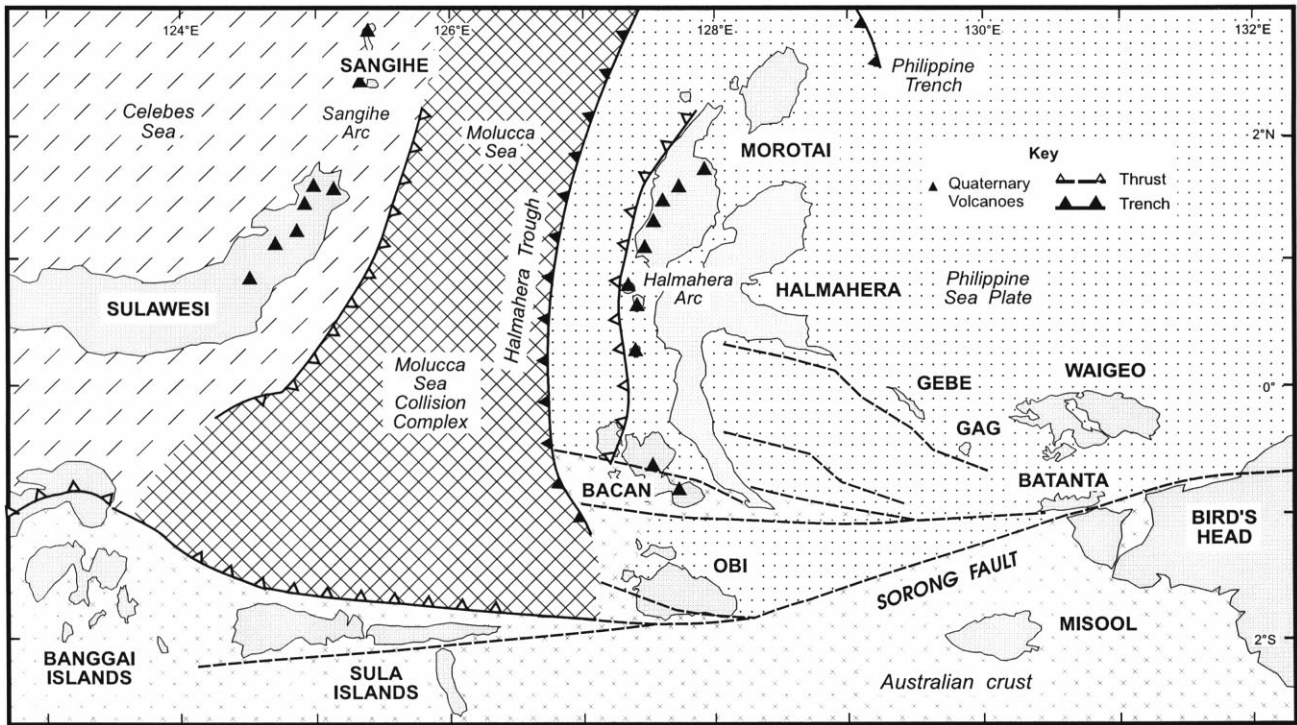 124°E
126°E
128°E
130°E
132°E
SANGIHE
Philippine
Trench
Celebes
Sea
Sangihe
Arc
Molucca
Sea
2°N
MOROTAI
Key
Quaternary
Volcanoes
Thrust
Trench
Halmahera Trough
Halmahera
Arc
HALMAHERA
Philippine
Sea Plate
SULAWESI
Molucca
Sea
Collision
Complex
GEBE
WAIGEO
0°
GAG
BATANTA
BACAN
BIRD'S
HEAD
OBI
SORONG FAULT
MISOOL
2°S
BANGGAI
ISLANDS
SULA
ISLANDS
Australian crust